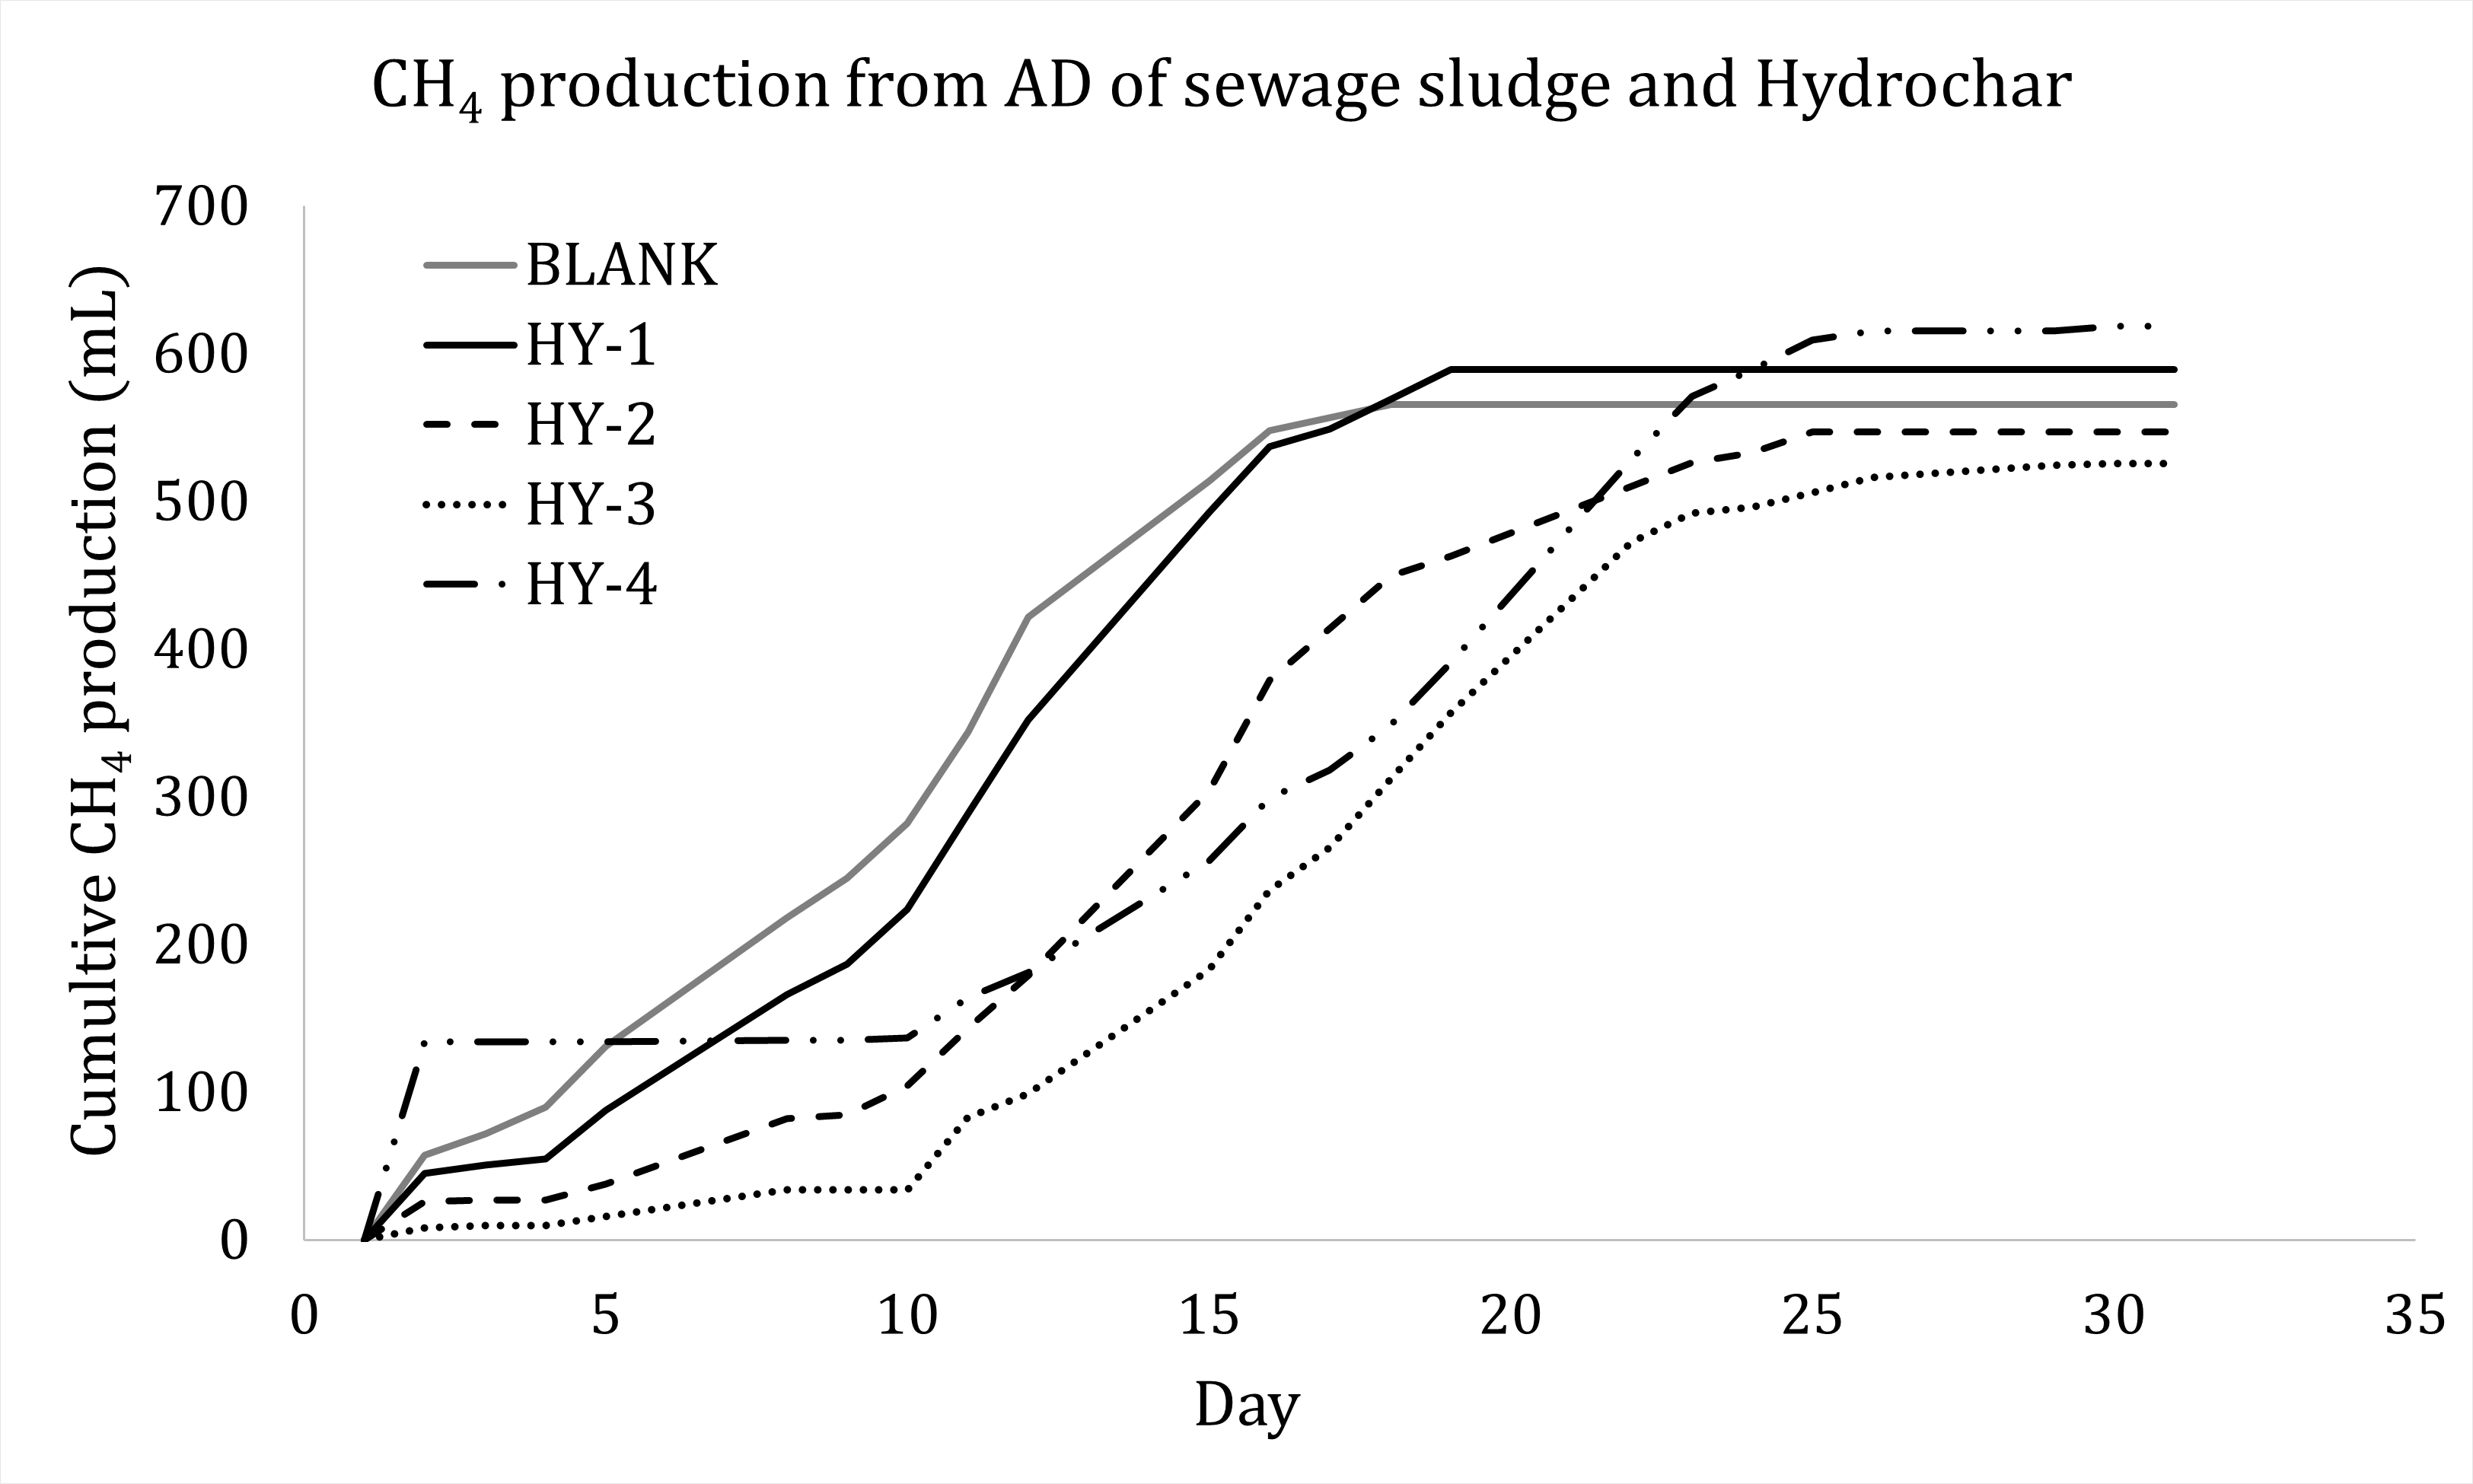 CH₄ production from AD of sewage sludge and Hydrochar
Cumultive CH₄ production (mL)
700
600
500
400
300
200
100
0
BLANK
HY-1
HY-2
HY-3
HY-4
0 5 10 15 20 25 30 35
Day